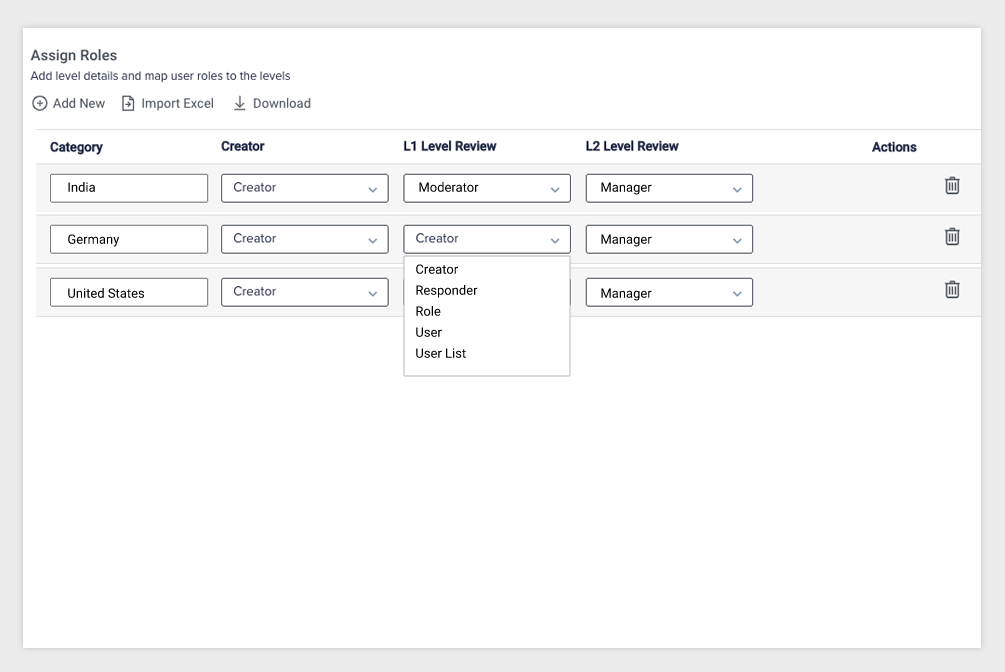 Assign Roles
Add level details and map user roles to the levels
Add New Import Excel Download
Category Creator L1 Level Review L2 Level Review Actions
India Creator Moderator Manager
Germany Creator Creator Manager
Creator
Responder
Role
User
User List
United States Creator Manager